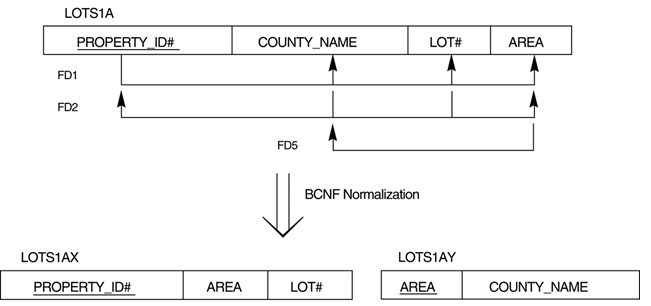 LOTS1A
PROPERTY_ID# COUNTY_NAME LOT# AREA
FD1
FD2
FD5
BCNF Normalization
LOTS1AX LOTS1AY
PROPERTY_ID# AREA LOT# AREA COUNTY_NAME